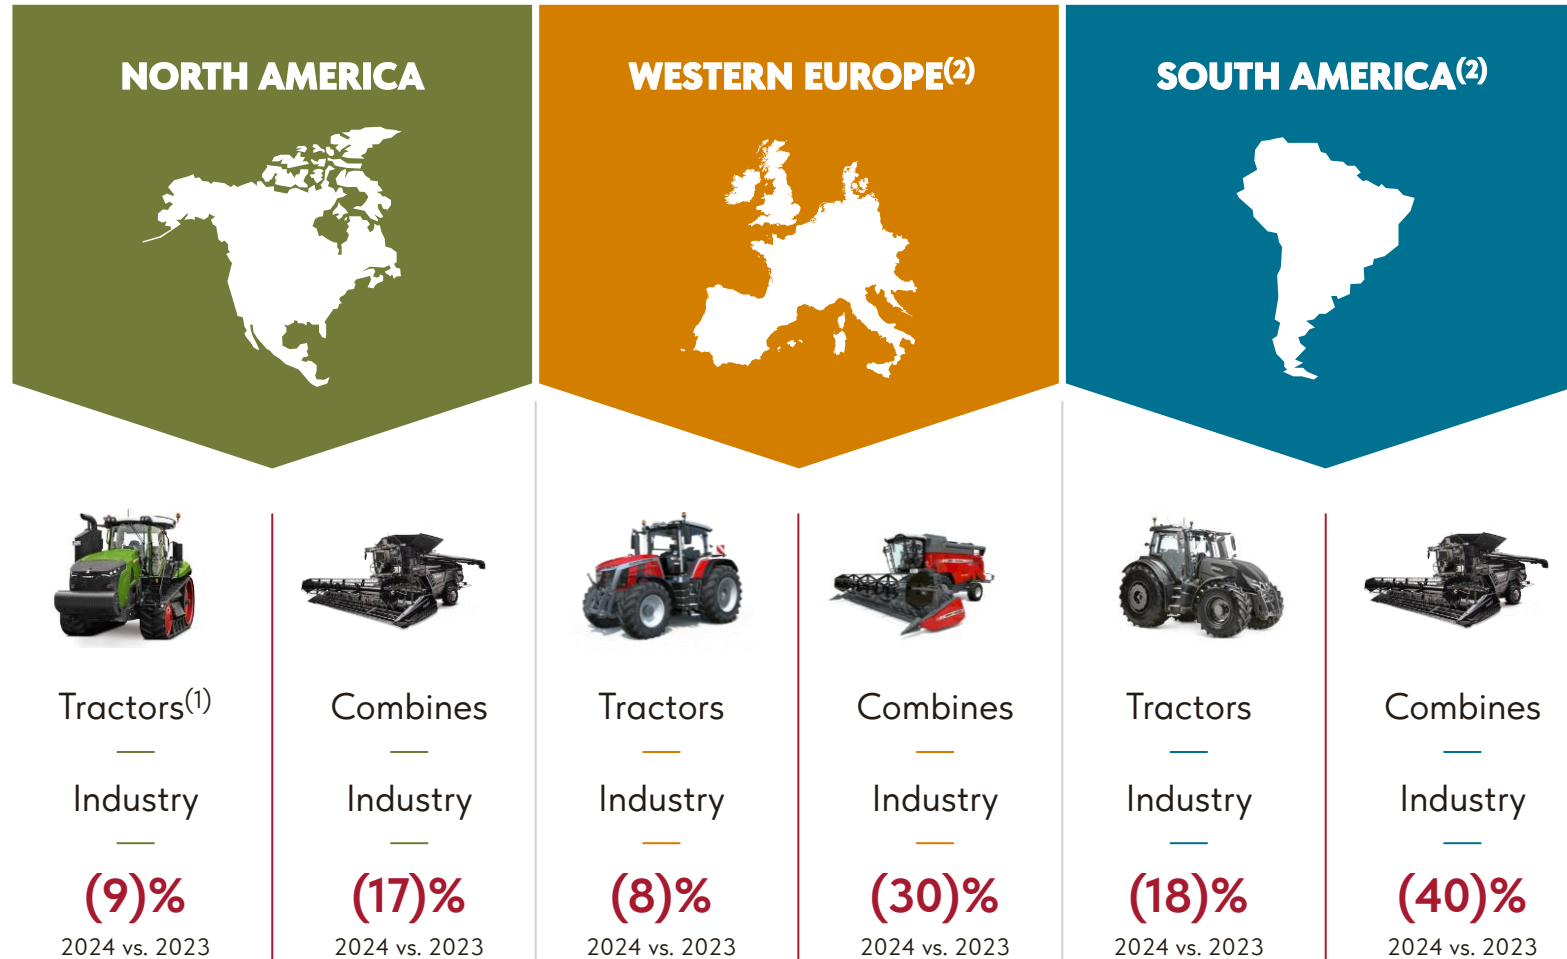 NORTH AMERICA
WESTERN EUROPE(2)
SOUTH AMERICA(2)
Tractors(1)
Combines
Tractors
Combines
Tractors
Combines
Industry
Industry
Industry
Industry
Industry
Industry
(9)%
(17)%
(8)%
(30)%
(18)%
(40)%
2024 vs. 2023
2024 vs. 2023
2024 vs. 2023
2024 vs. 2023
2024 vs. 2023
2024 vs. 2023